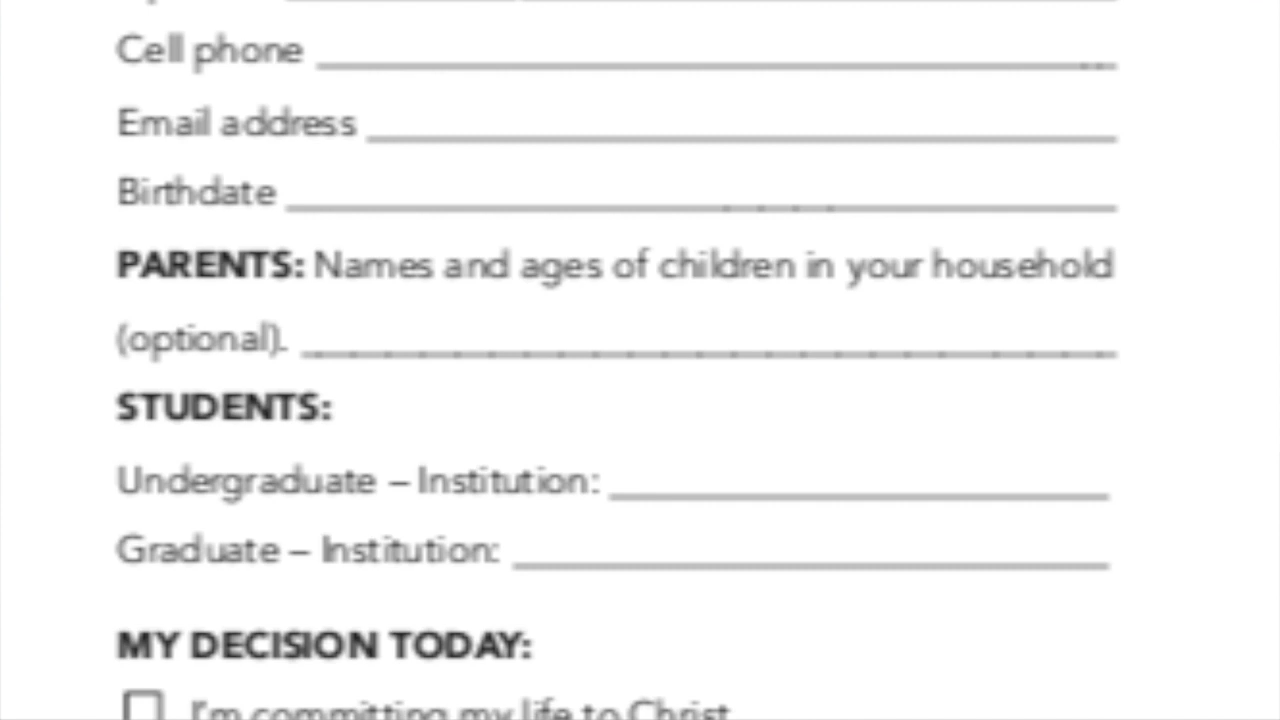 Cell phone
Email address
Birthdate
PARENTS: Names and ages of children in your household
(optional).
STUDENTS:
Undergraduate – Institution:
Graduate – Institution:
MY DECISION TODAY:
I'm committing my life to Christ